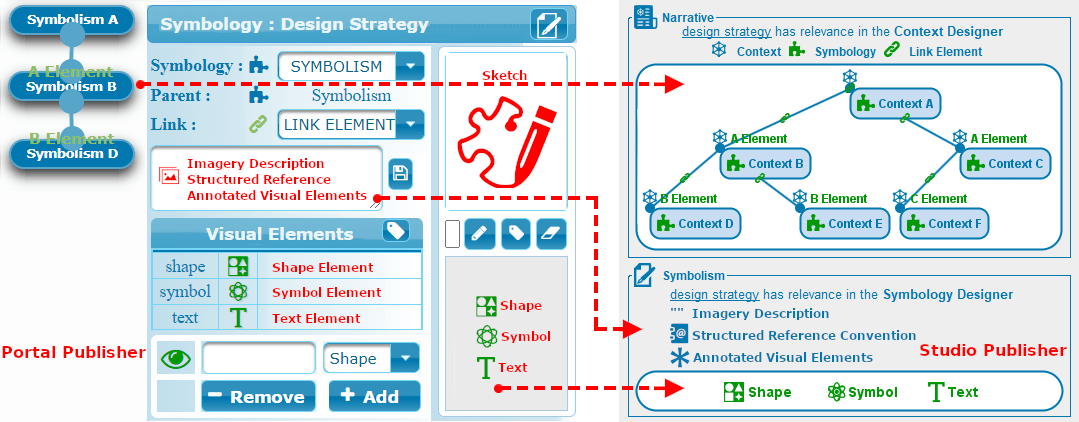 Symbolism A
A Element
Symbolism B
B Element
Symbolism D
Portal Publisher
Symbology : Design Strategy
Symbology :
SYMBOLISM
Parent :
Symbolism
Link :
LINK ELEMENT
Imagery Description
Structured Reference
Annotated Visual Elements
Visual Elements
shape
Shape Element
symbol
Symbol Element
text
T
Text Element
Shape
Remove
Add
Sketch
Shape
Symbol
T Text
Narrative
design strategy has relevance in the Context Designer
Context
Symbology
Link Element
Context A
A Element
Context B
A Element
Context C
B Element
Context D
B Element
Context E
C Element
Context F
Symbolism
design strategy has relevance in the Symbology Designer
"" Imagery Description
@ Structured Reference Convention
Annotated Visual Elements
Studio Publisher
Shape
Symbol
T Text